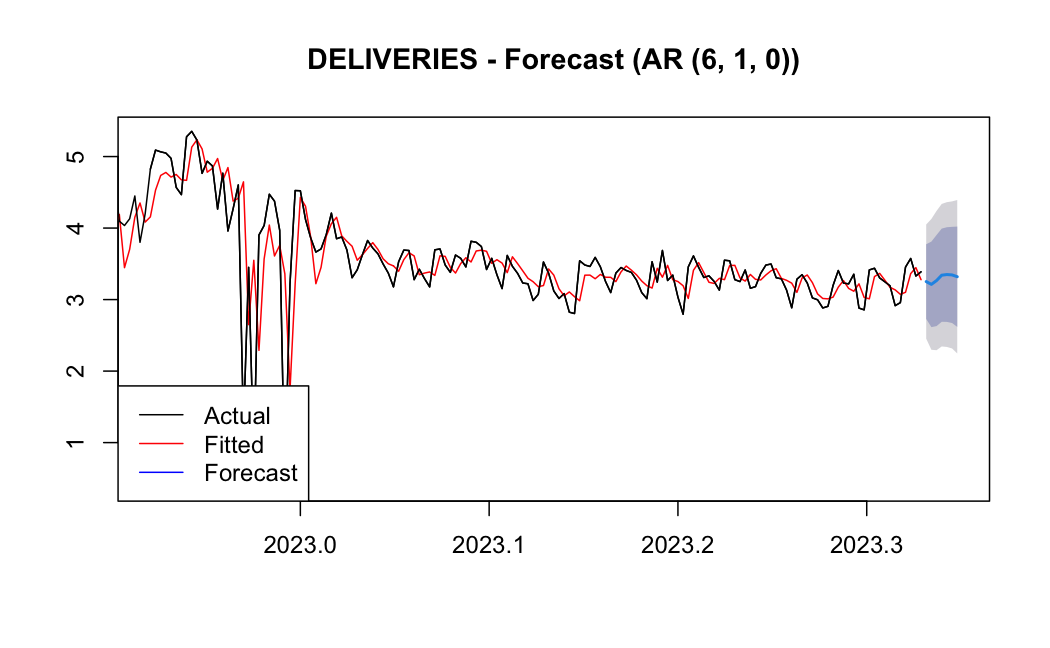 DELIVERIES - Forecast (AR (6, 1, 0))
5
4
3
2
1
Actual
Fitted
Forecast
2023.0 2023.1 2023.2 2023.3